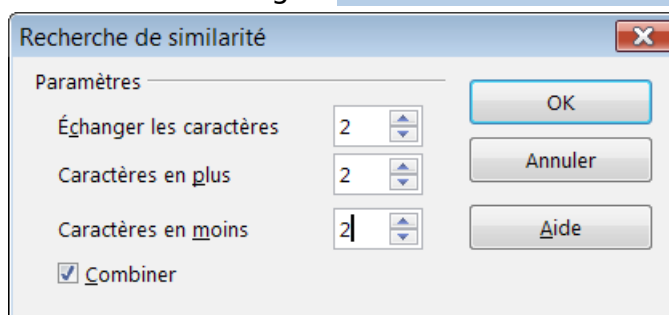 Recherche de similarité
Paramètres
Échanger les caractères 2
OK
Caractères en plus 2
Annuler
Caractères en moins 2
Aide
Combiner